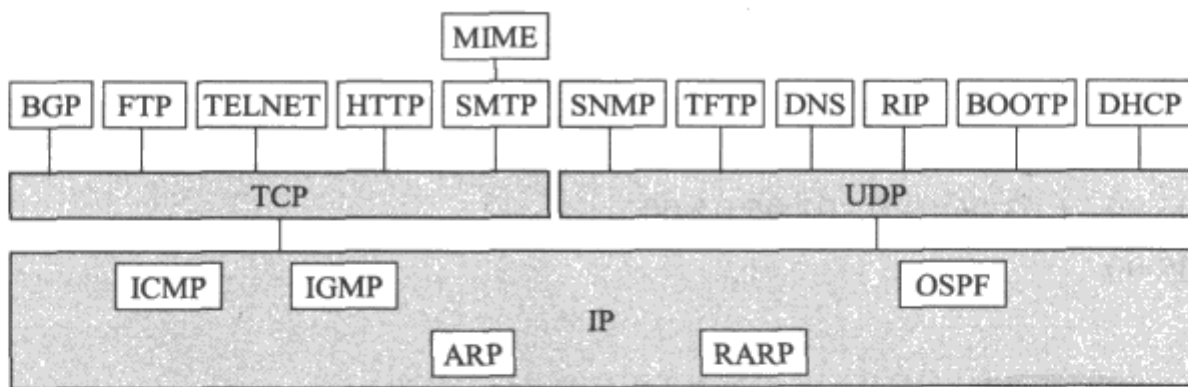 MIME
BGP FTP TELNET HTTP SMTP SNMP TFTP DNS RIP BOOTP DHCP
TCP UDP
ICMP IGMP OSPF
IP
ARP RARP